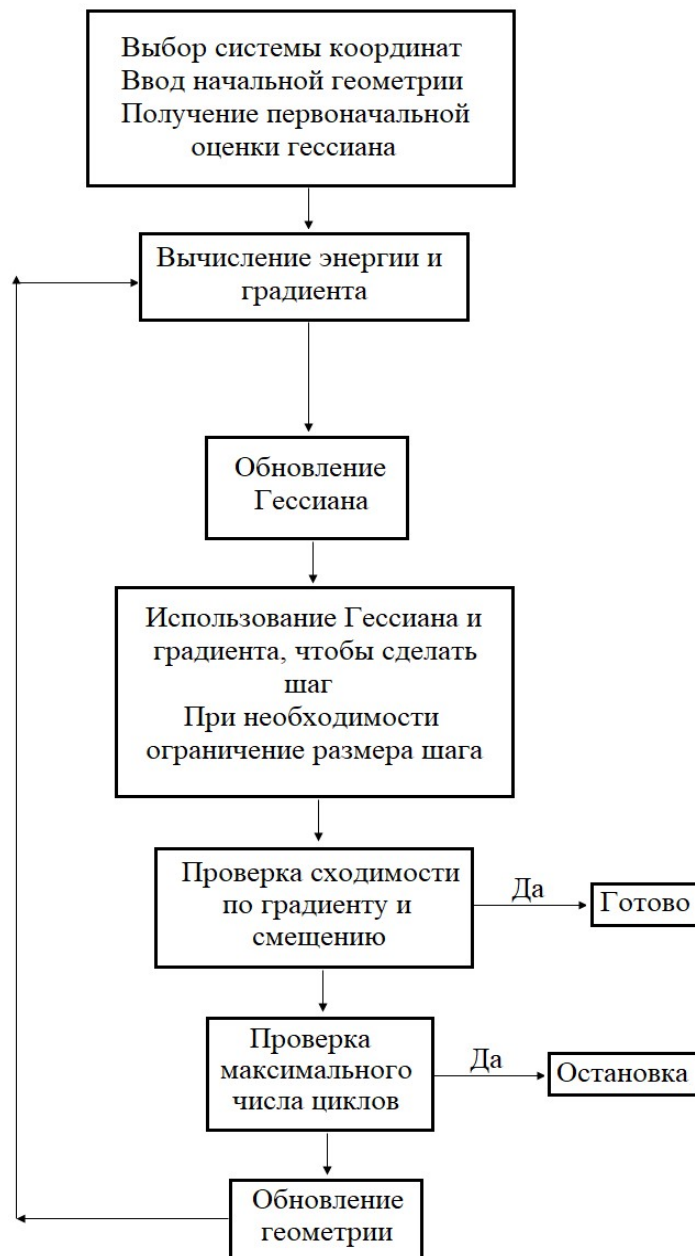 Выбор системы координат
Ввод начальной геометрии
Получение первоначальной
оценки гессиана
Вычисление энергии и
градиента
Обновление
Гессиана
Использование Гессиана и
градиента, чтобы сделать
шаг
При необходимости
ограничение размера шага
Проверка сходимости
по градиенту и
смещению
Да
Готово
Проверка
максимального
числа циклов
Да
Остановка
Обновление
геометрии